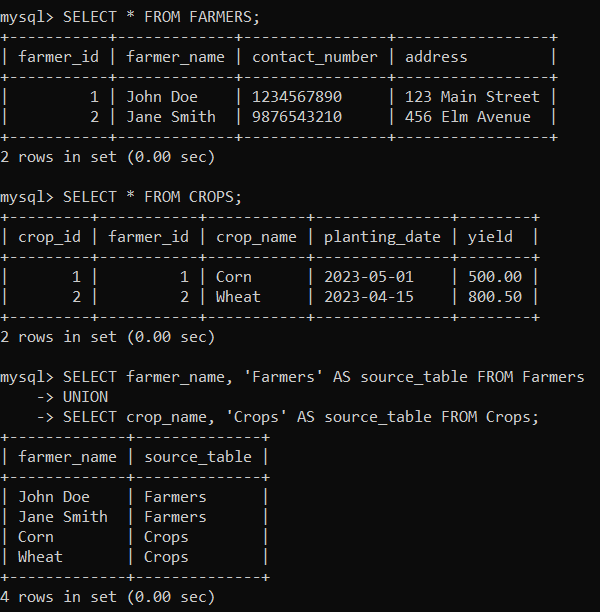 mysql> SELECT * FROM FARMERS;
+-----------+-------------+----------------+-----------------+
| farmer_id | farmer_name | contact_number | address         |
+-----------+-------------+----------------+-----------------+
|         1 | John Doe    | 1234567890     | 123 Main Street |
|         2 | Jane Smith  | 9876543210     | 456 Elm Avenue  |
+-----------+-------------+----------------+-----------------+
2 rows in set (0.00 sec)

mysql> SELECT * FROM CROPS;
+---------+-----------+-----------+---------------+--------+
| crop_id | farmer_id | crop_name | planting_date | yield  |
+---------+-----------+-----------+---------------+--------+
|       1 |         1 | Corn      | 2023-05-01    | 500.00 |
|       2 |         2 | Wheat     | 2023-04-15    | 800.50 |
+---------+-----------+-----------+---------------+--------+
2 rows in set (0.00 sec)

mysql> SELECT farmer_name, 'Farmers' AS source_table FROM Farmers
    -> UNION
    -> SELECT crop_name, 'Crops' AS source_table FROM Crops;
+-------------+--------------+
| farmer_name | source_table |
+-------------+--------------+
| John Doe    | Farmers      |
| Jane Smith  | Farmers      |
| Corn        | Crops        |
| Wheat       | Crops        |
+-------------+--------------+
4 rows in set (0.00 sec)